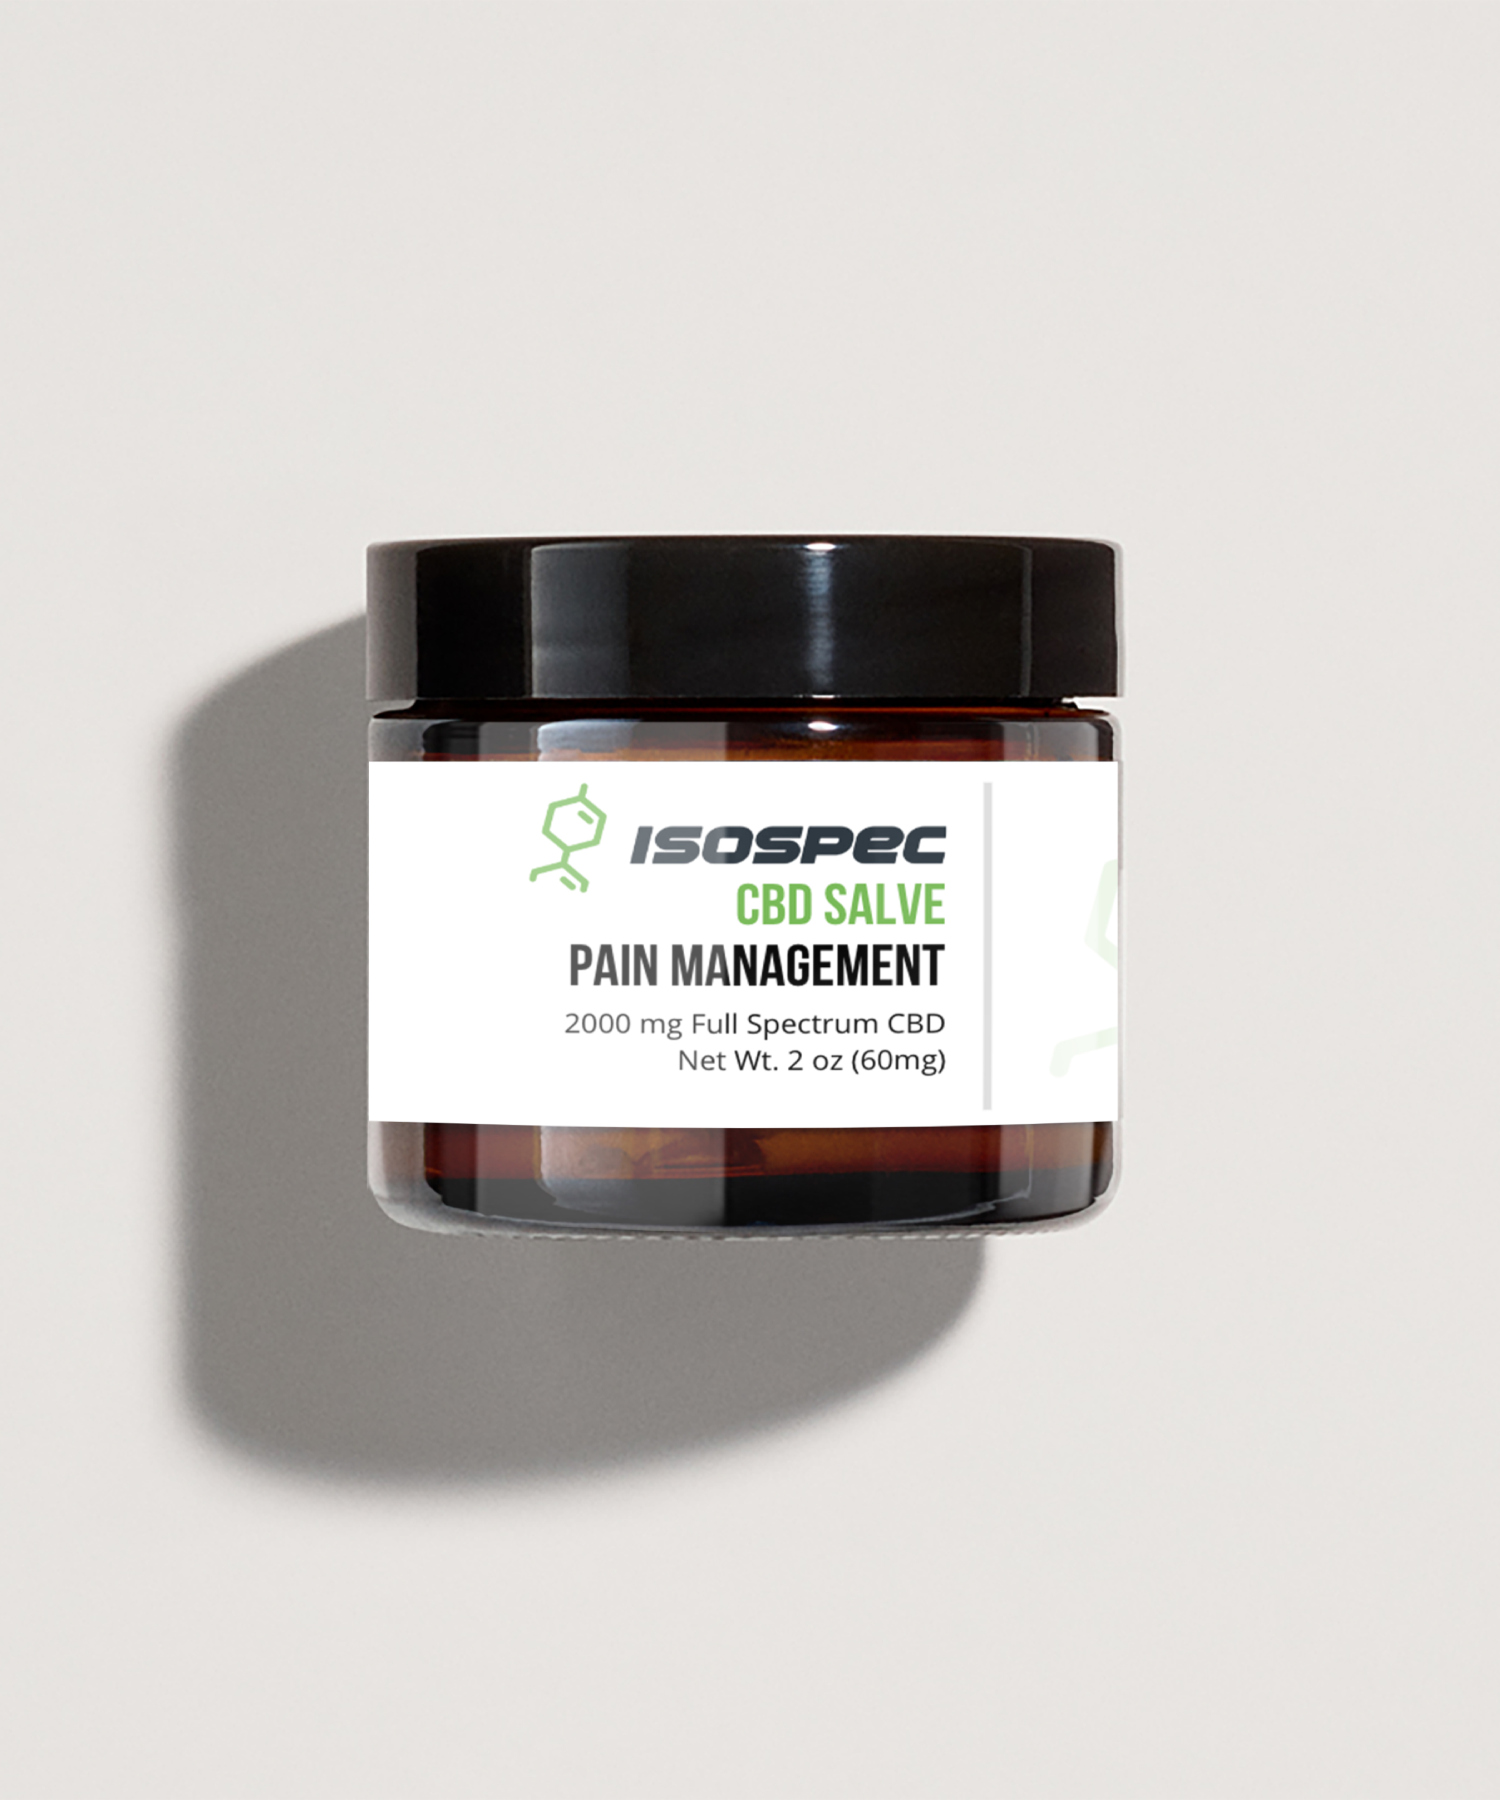 ISOSPEC
CBD SALVE
PAIN MANAGEMENT
2000 mg Full Spectrum CBD
Net Wt. 2 oz (60mg)